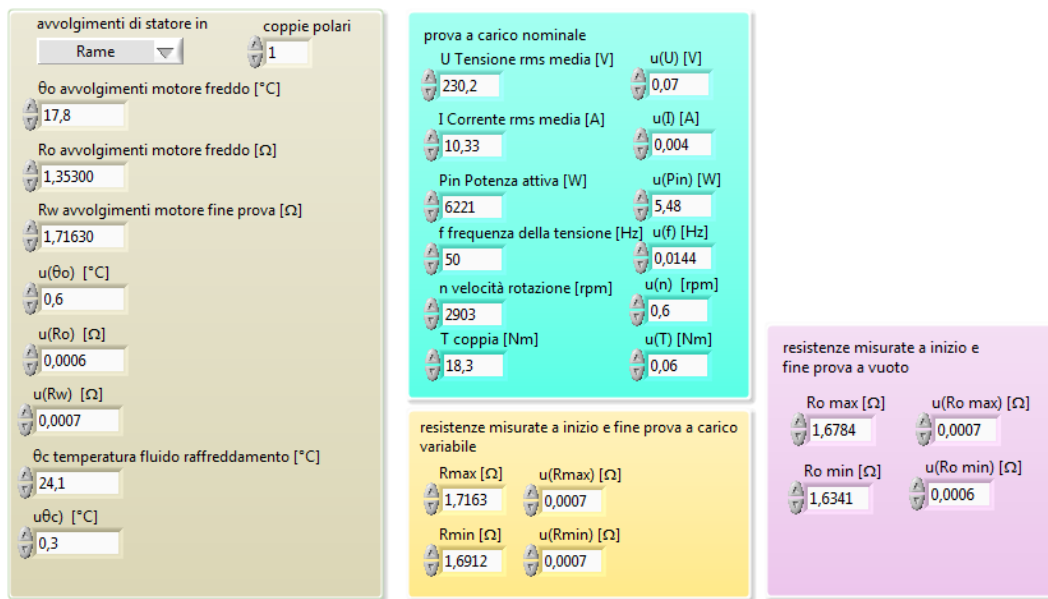 avvolgimenti di statore in
coppie polari
Rame
1
θo avvolgimenti motore freddo [°C]
17,8
Ro avvolgimenti motore freddo [Ω]
1,35300
Rw avvolgimenti motore fine prova [Ω]
1,71630
u(θo) [°C]
0,6
u(Ro) [Ω]
0,0006
u(Rw) [Ω]
0,0007
θc temperatura fluido raffreddamento [°C]
24,1
uθc) [°C]
0,3
prova a carico nominale
U Tensione rms media [V] u(U) [V]
230,2 0,07
I Corrente rms media [A] u(I) [A]
10,33 0,004
Pin Potenza attiva [W] u(Pin) [W]
6221 5,48
f frequenza della tensione [Hz] u(f) [Hz]
50 0,0144
n velocità rotazione [rpm] u(n) [rpm]
2903 0,6
T coppia [Nm] u(T) [Nm]
18,3 0,06
resistenze misurate a inizio e fine prova a carico
variabile
Rmax [Ω] u(Rmax) [Ω]
1,7163 0,0007
Rmin [Ω] u(Rmin) [Ω]
1,6912 0,0007
resistenze misurate a inizio e
fine prova a vuoto
Ro max [Ω] u(Ro max) [Ω]
1,6784 0,0007
Ro min [Ω] u(Ro min) [Ω]
1,6341 0,0006